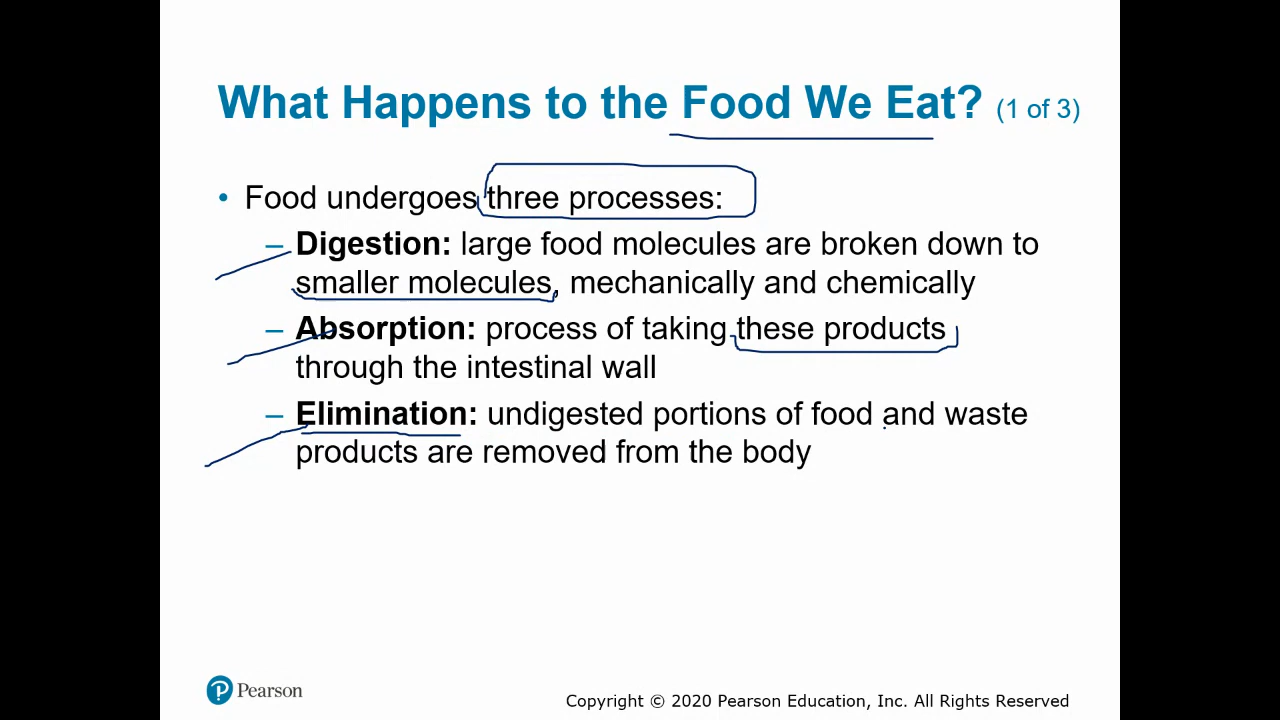 What Happens to the Food We Eat? (1 of 3)
• Food undergoes three processes:
– Digestion: large food molecules are broken down to
smaller molecules, mechanically and chemically
– Absorption: process of taking these products
through the intestinal wall
– Elimination: undigested portions of food and waste
products are removed from the body
Pearson
Copyright © 2020 Pearson Education, Inc. All Rights Reserved